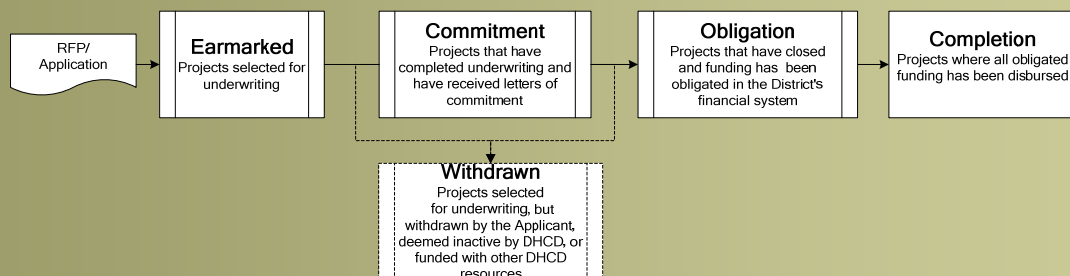 RFP/
Application
Earmarked
Projects selected for
underwriting
Commitment
Projects that have
completed underwriting and
have received letters of
commitment
Obligation
Projects that have closed
and funding has been
obligated in the District's
financial system
Completion
Projects where all obligated
funding has been disbursed
Withdrawn
Projects selected
for underwriting, but
withdrawn by the Applicant,
deemed inactive by DHCD, or
funded with other DHCD
resources